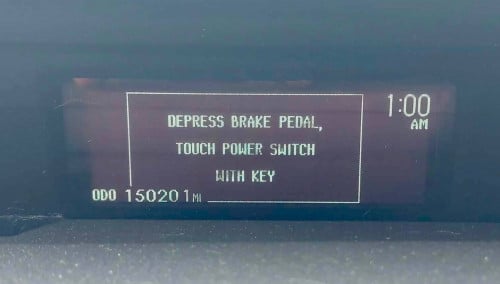 DEPRESS BRAKE PEDAL,
TOUCH POWER SWITCH
WITH KEY
1:00
AM
ODO 150201 MI